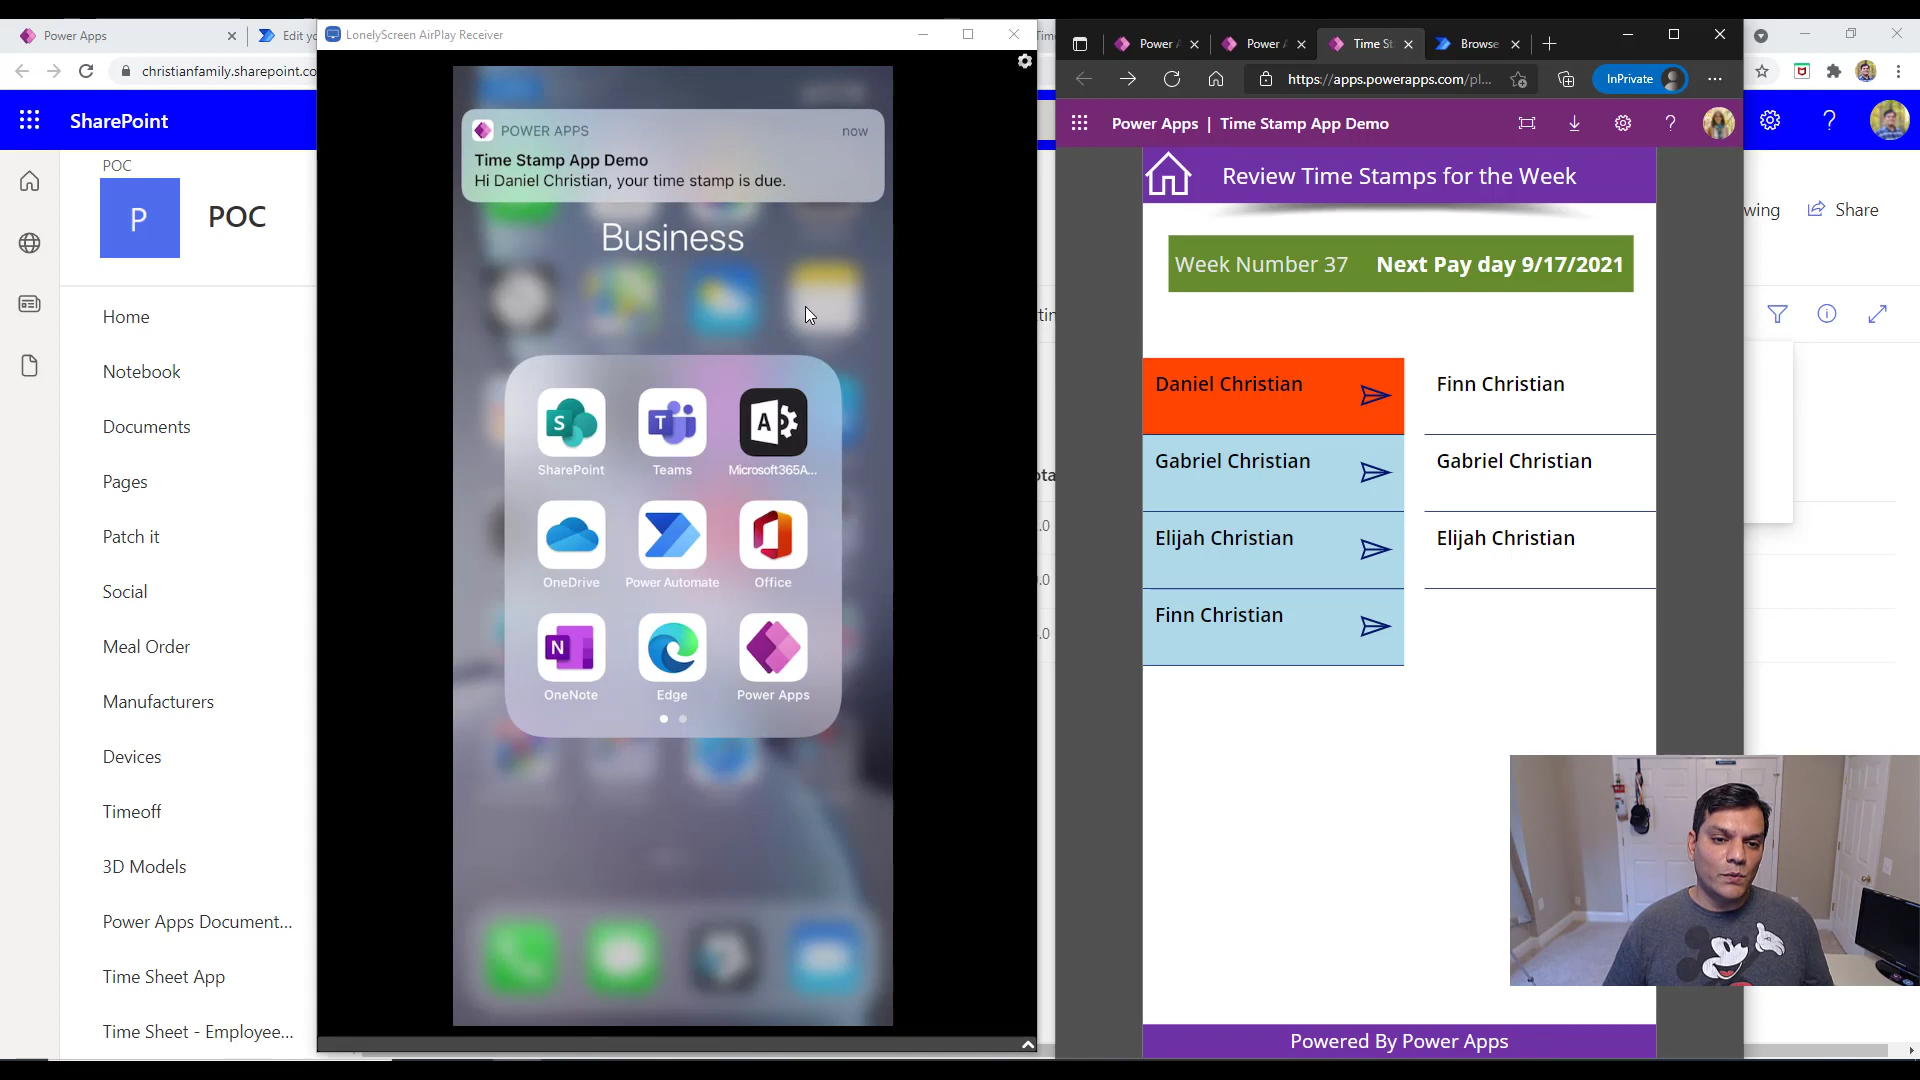 Power Apps
Edit yo
LonelyScreen AirPlay Receiver
Power A
Power A
Time St
Browse
christianfamily.sharepoint.co
https://apps.powerapps.com/pl...
InPrivate
SharePoint
Power Apps | Time Stamp App Demo
POC
P
POC
Home
Notebook
Documents
Pages
Patch it
Social
Meal Order
Manufacturers
Devices
Timeoff
3D Models
Power Apps Document...
Time Sheet App
Time Sheet - Employee...
POWER APPS
now
Time Stamp App Demo
Hi Daniel Christian, your time stamp is due.
Business
S
T
A
SharePoint
Teams
Microsoft365A...
OneDrive
Power Automate
Office
N
OneNote
Edge
Power Apps
Review Time Stamps for the Week
Week Number 37 Next Pay day 9/17/2021
Daniel Christian
Gabriel Christian
Elijah Christian
Finn Christian
Finn Christian
Gabriel Christian
Elijah Christian
Powered By Power Apps
wing
Share